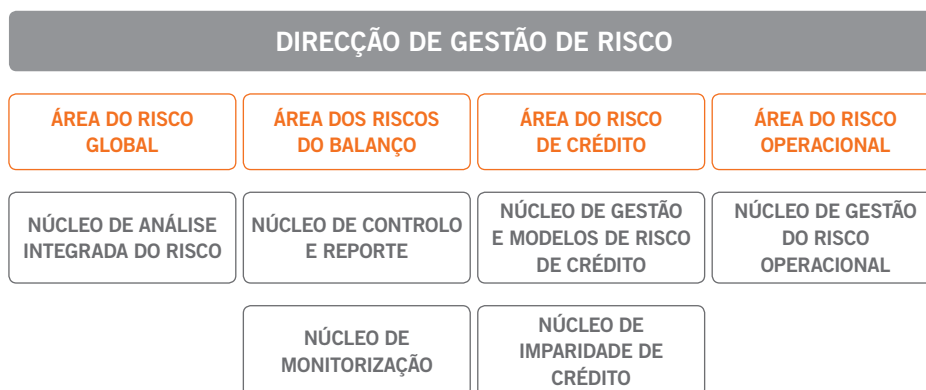 DIRECÇÃO DE GESTÃO DE RISCO
ÁREA DO RISCO
GLOBAL
ÁREA DOS RISCOS
DO BALANÇO
ÁREA DO RISCO
DE CRÉDITO
ÁREA DO RISCO
OPERACIONAL
NÚCLEO DE ANÁLISE
INTEGRADA DO RISCO
NÚCLEO DE CONTROLO
E REPORTE
NÚCLEO DE GESTÃO
E MODELOS DE RISCO
DE CRÉDITO
NÚCLEO DE GESTÃO
DO RISCO
OPERACIONAL
NÚCLEO DE
MONITORIZAÇÃO
NÚCLEO DE
IMPARIDADE DE
CRÉDITO